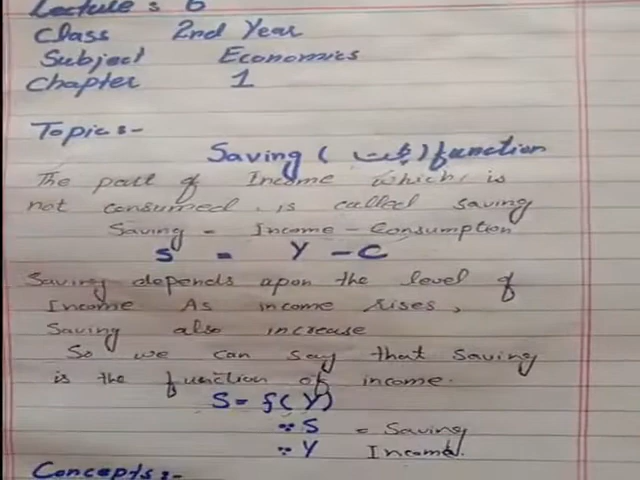 Lecture : 6
Class 2nd Year
Subject Economics
Chapter 1
Topic :-
Saving ( بچت ) function
The part of Income which, is
not consumed, is called saving
Saving = Income - Consumption
S = Y - C
Saving depends apon the level of
Income As income rises,
Saving also increase
So we can say that saving
is the function of income.
S = f(Y)
∵ S = Saving
∵ Y Income.
Concepts :-